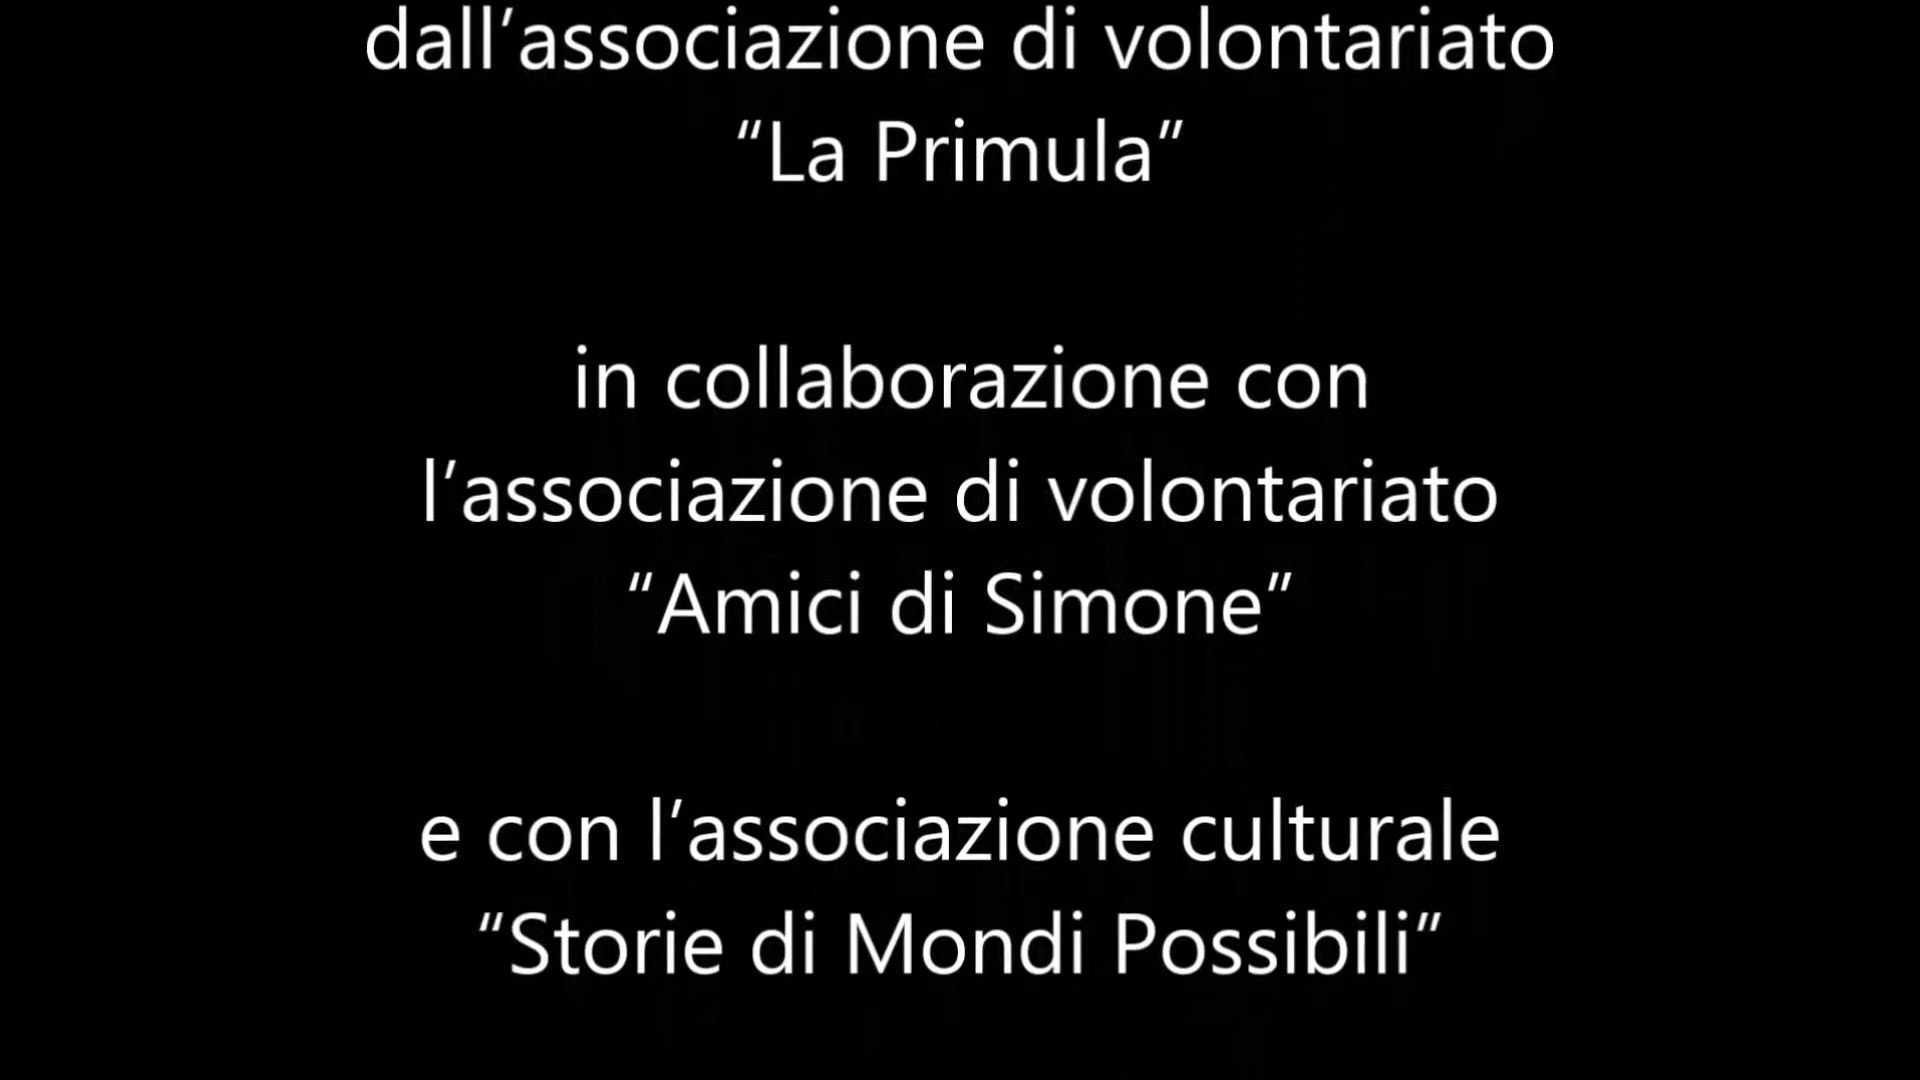 dall’associazione di volontariato
“La Primula”
in collaborazione con
l’associazione di volontariato
“Amici di Simone”
e con l’associazione culturale
“Storie di Mondi Possibili”